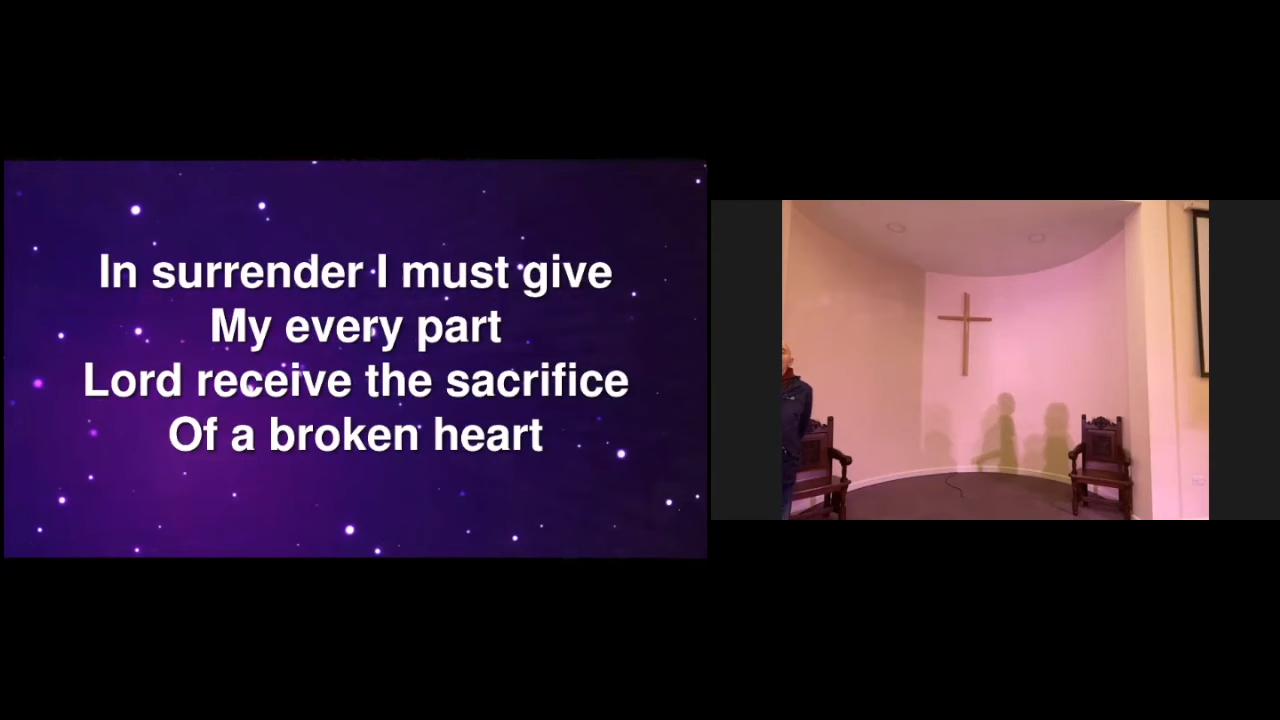 In surrender I must give
My every part
Lord receive the sacrifice
Of a broken heart